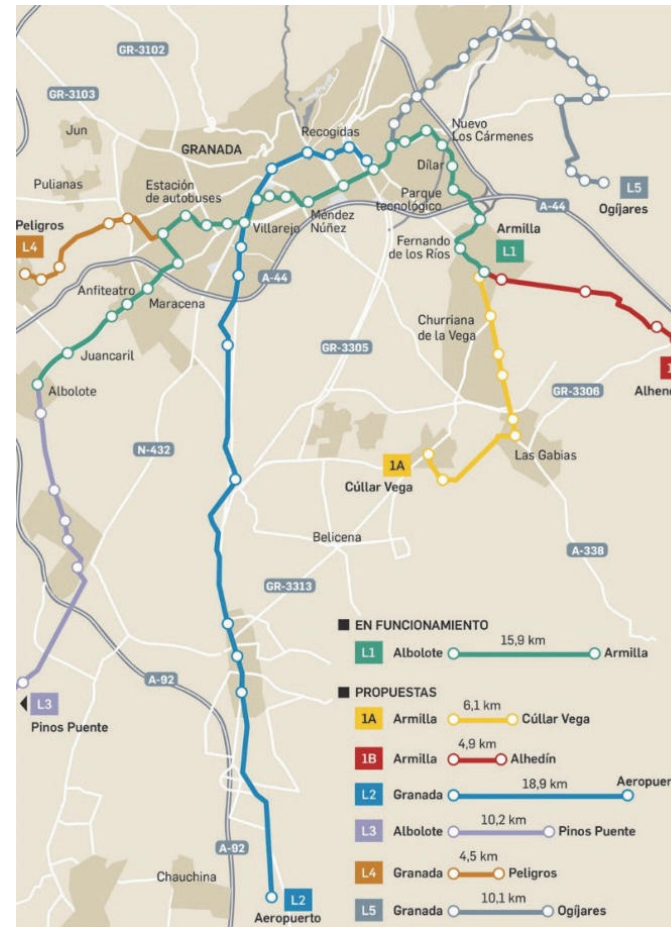 GR-3102
GR-3103
Jun
Recogidas
GRANADA
Nuevo
Los Cármenes
Pulianas
Estación
de autobuses
Dílar
Parque
tecnológico
L5
Ogíjares
A-44
Peligros
L4
Villarejo
Méndez
Núñez
Armilla
L1
Fernando
de los Ríos
A-44
Anfiteatro
Maracena
Churriana
de la Vega
GR-3305
Juancaril
1
Alhend
GR-3306
Albolote
N-432
1A
Cúllar Vega
Las Gabias
Belicena
A-338
GR-3313
A-92
L3
Pinos Puente
EN FUNCIONAMIENTO
L1 Albolote 15,9 km Armilla
PROPUESTAS
1A Armilla 6,1 km Cúllar Vega
1B Armilla 4,9 km Alhedín
L2 Granada 18,9 km Aeropuer
L3 Albolote 10,2 km Pinos Puente
L4 Granada 4,5 km Peligros
L5 Granada 10,1 km Ogíjares
A-92
Chauchina
L2
Aeropuerto